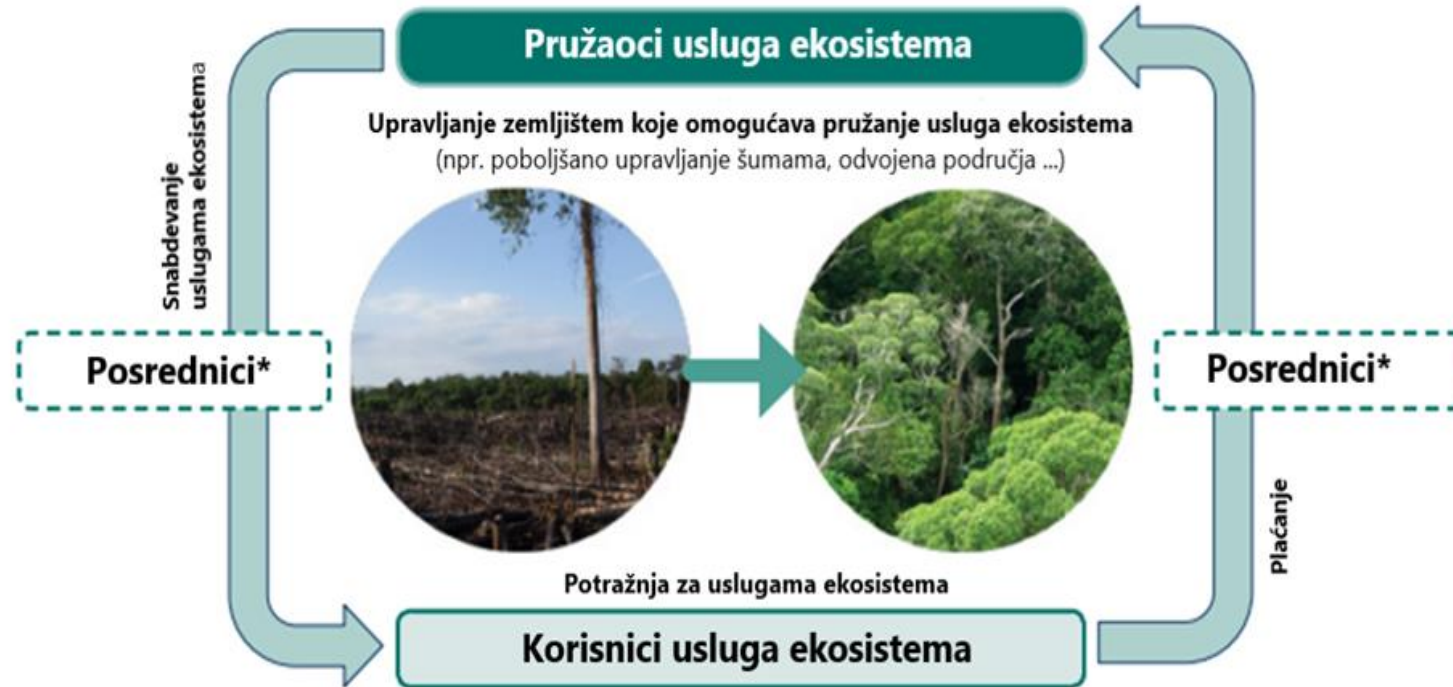 Pružaoci usluga ekosistema
Upravljanje zemljištem koje omogućava pružanje usluga ekosistema
(npr. poboljšano upravljanje šumama, odvojena područja ...)
Snabdevanje
uslugama ekosistema
Posrednici*
Posrednici*
Plaćanje
Potražnja za uslugama ekosistema
Korisnici usluga ekosistema